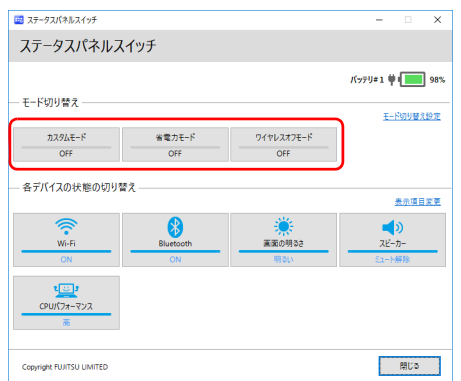 ステータスパネルスイッチ
ステータスパネルスイッチ
バッテリ#1 98%
モード切り替え
モード切り替え設定
カスタムモード 省電力モード ワイヤレスオフモード
OFF OFF OFF
各デバイスの状態の切り替え
表示項目変更
Wi-Fi Bluetooth 画面の明るさ スピーカー
ON ON 明るい ミュート解除
CPUパフォーマンス
高
Copyright FUJITSU LIMITED 閉じる